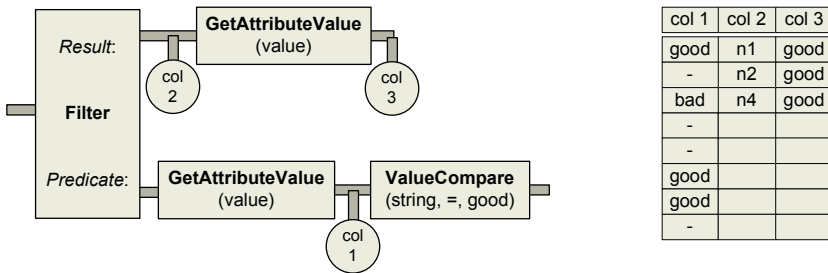 Result:
Filter
Predicate:
GetAttributeValue
(value)
col
2
col
3
GetAttributeValue
(value)
ValueCompare
(string, =, good)
col
1
col 1 col 2 col 3
good n1 good
- n2 good
bad n4 good
-
-
good
good
-